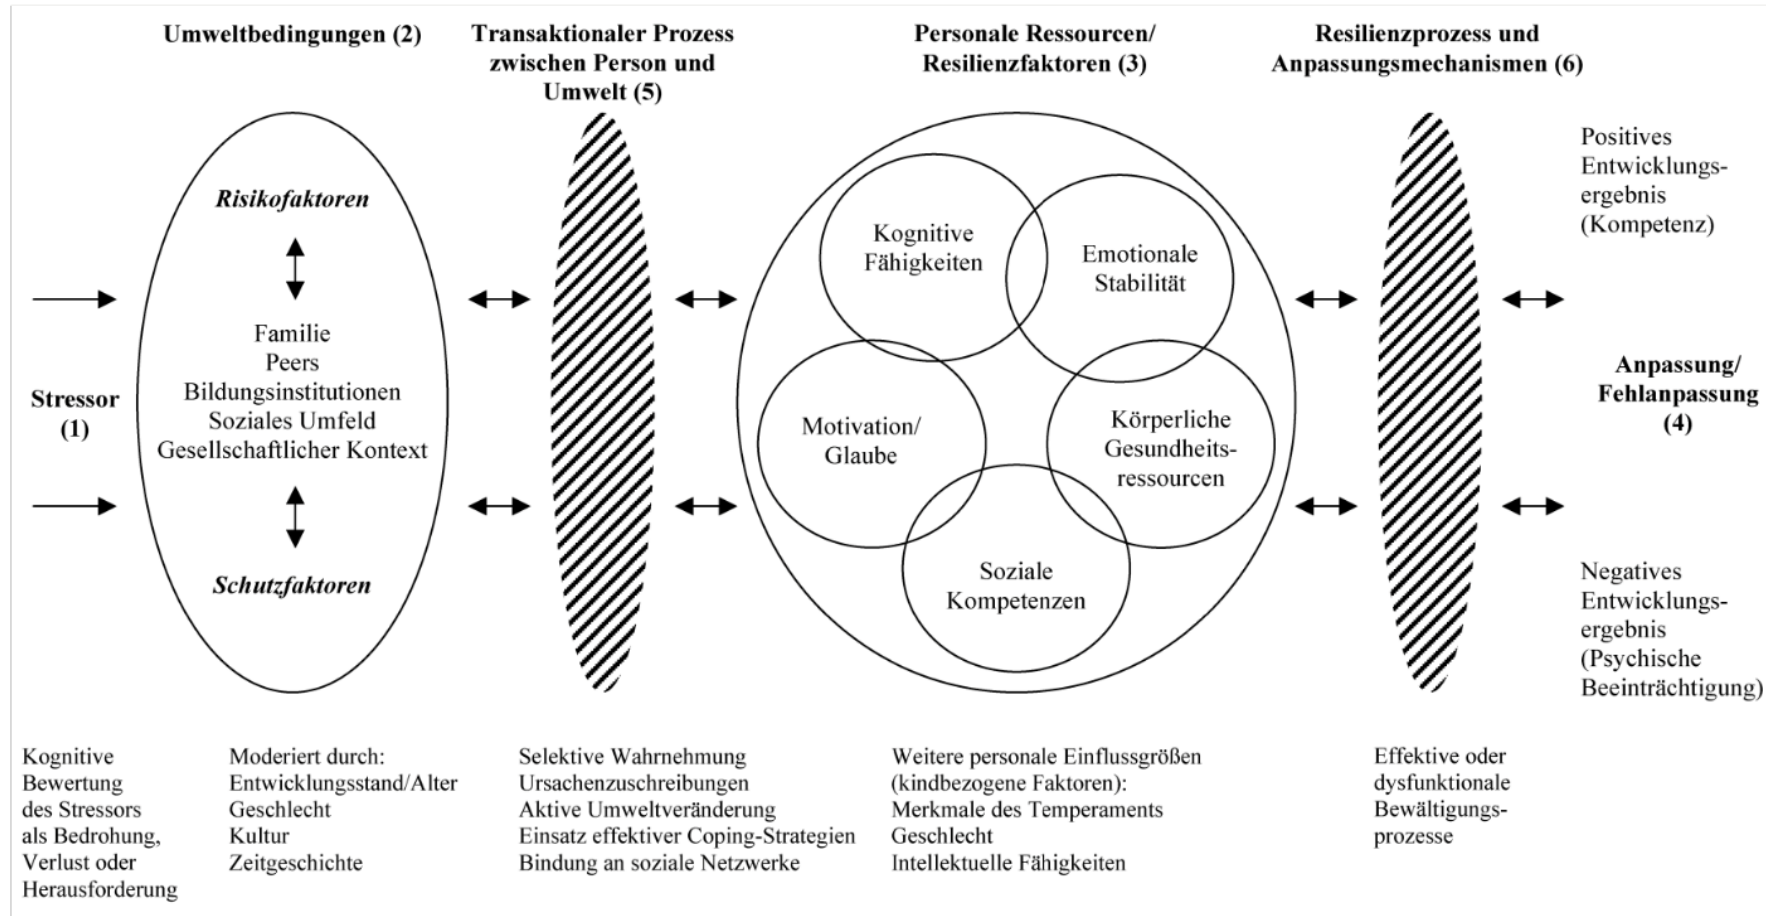 Umweltbedingungen (2)
Transaktionaler Prozess
zwischen Person und
Umwelt (5)
Personale Ressourcen/
Resilienzfaktoren (3)
Resilienzprozess und
Anpassungsmechanismen (6)
Stressor
(1)
Risikofaktoren
Familie
Peers
Bildungsinstitutionen
Soziales Umfeld
Gesellschaftlicher Kontext
Schutzfaktoren
Kognitive
Fähigkeiten
Emotionale
Stabilität
Motivation/
Glaube
Körperliche
Gesundheits-
ressourcen
Soziale
Kompetenzen
Positives
Entwicklungs-
ergebnis
(Kompetenz)
Anpassung/
Fehlanpassung
(4)
Negatives
Entwicklungs-
ergebnis
(Psychische
Beeinträchtigung)
Kognitive
Bewertung
des Stressors
als Bedrohung,
Verlust oder
Herausforderung
Moderiert durch:
Entwicklungsstand/Alter
Geschlecht
Kultur
Zeitgeschichte
Selektive Wahrnehmung
Ursachenzuschreibungen
Aktive Umweltveränderung
Einsatz effektiver Coping-Strategien
Bindung an soziale Netzwerke
Weitere personale Einflussgrößen
(kindbezogene Faktoren):
Merkmale des Temperaments
Geschlecht
Intellektuelle Fähigkeiten
Effektive oder
dysfunktionale
Bewältigungs-
prozesse